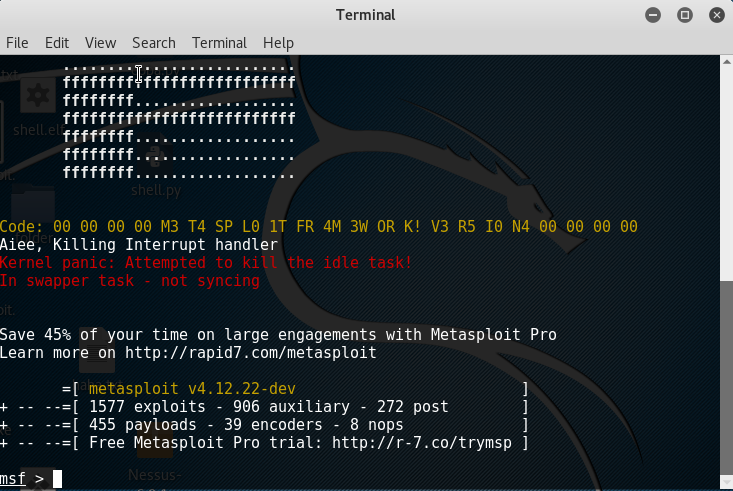 Terminal
File Edit View Search Terminal Help
..........................
ffffffffffffffffffffffffff
ffffffff..................
ffffffffffffffffffffffffff
ffffffff..................
ffffffff..................
ffffffff..................
shell.elf
shell.py
Code: 00 00 00 00 M3 T4 SP L0 1T FR 4M 3W OR K! V3 R5 I0 N4 00 00 00 00
Aiee, Killing Interrupt handler
Kernel panic: Attempted to kill the idle task!
In swapper task - not syncing
Save 45% of your time on large engagements with Metasploit Pro
Learn more on http://rapid7.com/metasploit
=[ metasploit v4.12.22-dev ]
+ -- --=[ 1577 exploits - 906 auxiliary - 272 post ]
+ -- --=[ 455 payloads - 39 encoders - 8 nops ]
+ -- --=[ Free Metasploit Pro trial: http://r-7.co/trymsp ]
Nessus-
msf >